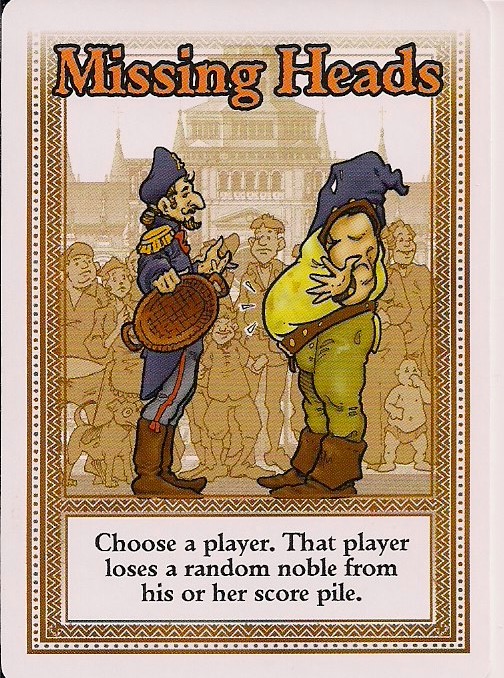 Missing Heads
Choose a player. That player
loses a random noble from
his or her score pile.